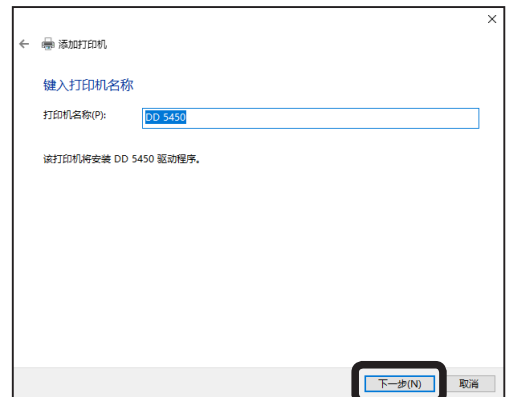 添加打印机
键入打印机名称
打印机名称(P): DD 5450
该打印机将安装 DD 5450 驱动程序。
下一步(N) 取消